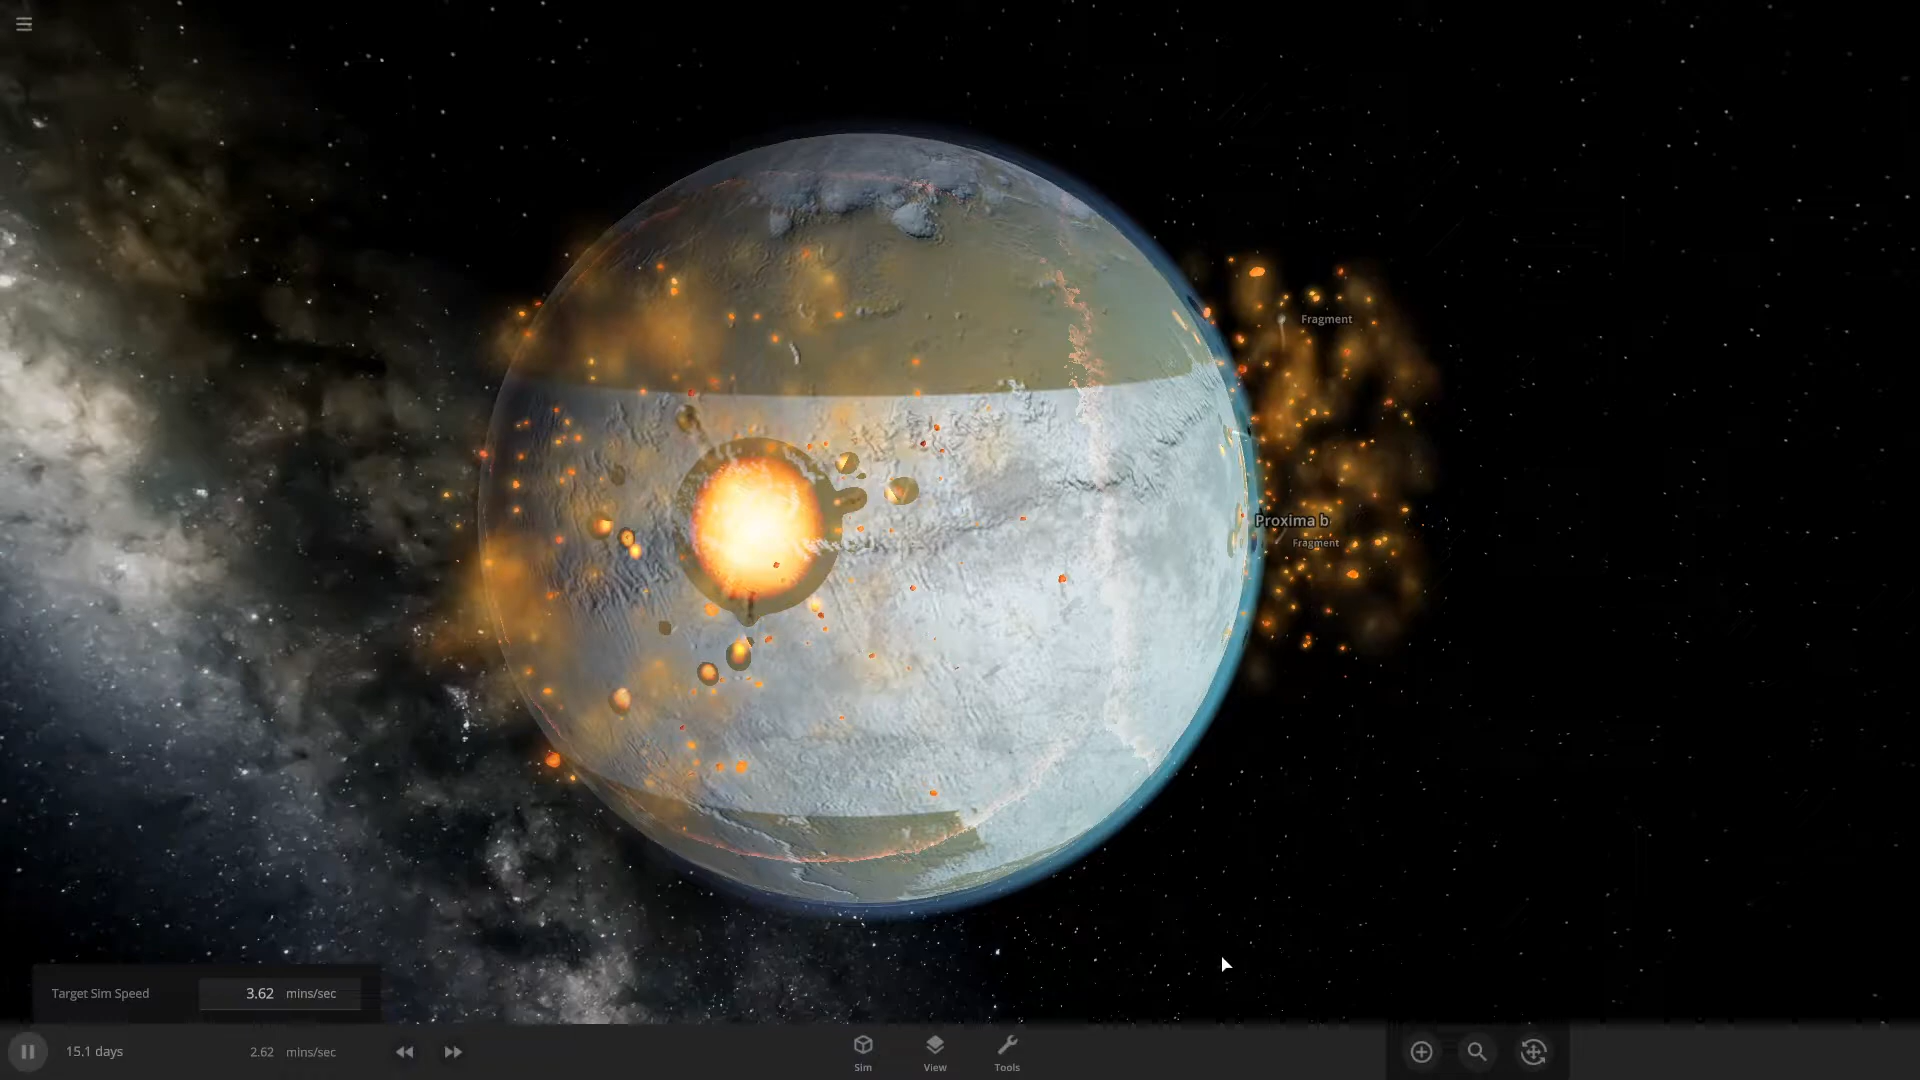 Fragment
Proxima b
Fragment
Target Sim Speed 3.62 mins/sec
15.1 days 2.62 mins/sec
Sim View Tools